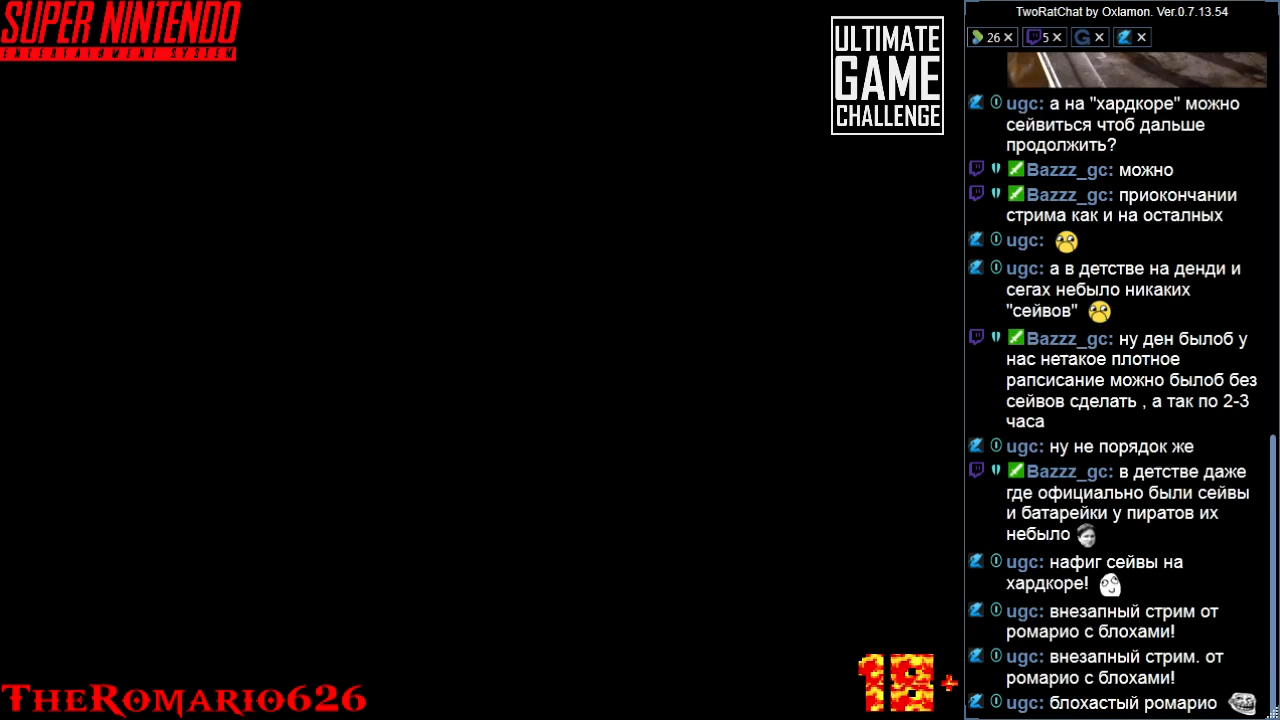 SUPER NINTENDO
ENTERTAINMENT SYSTEM
ULTIMATE
GAME
CHALLENGE
TheRomario626
18+
TwoRatChat by Oxlamon. Ver.0.7.13.54
26 5
ugc: а на "хардкоре" можно
сейвиться чтоб дальше
продолжить?
Bazzz_gc: можно
Bazzz_gc: приокончании
стрима как и на осталных
ugc:
ugc: а в детстве на денди и
сегах небыло никаких
"сейвов"
Bazzz_gc: ну ден былоб у
нас нетакое плотное
рапсисание можно былоб без
сейвов сделать , а так по 2-3
часа
ugc: ну не порядок же
Bazzz_gc: в детстве даже
где официально были сейвы
и батарейки у пиратов их
небыло
ugc: нафиг сейвы на
хардкоре!
ugc: внезапный стрим от
ромарио с блохами!
ugc: внезапный стрим. от
ромарио с блохами!
ugc: блохастый ромарио